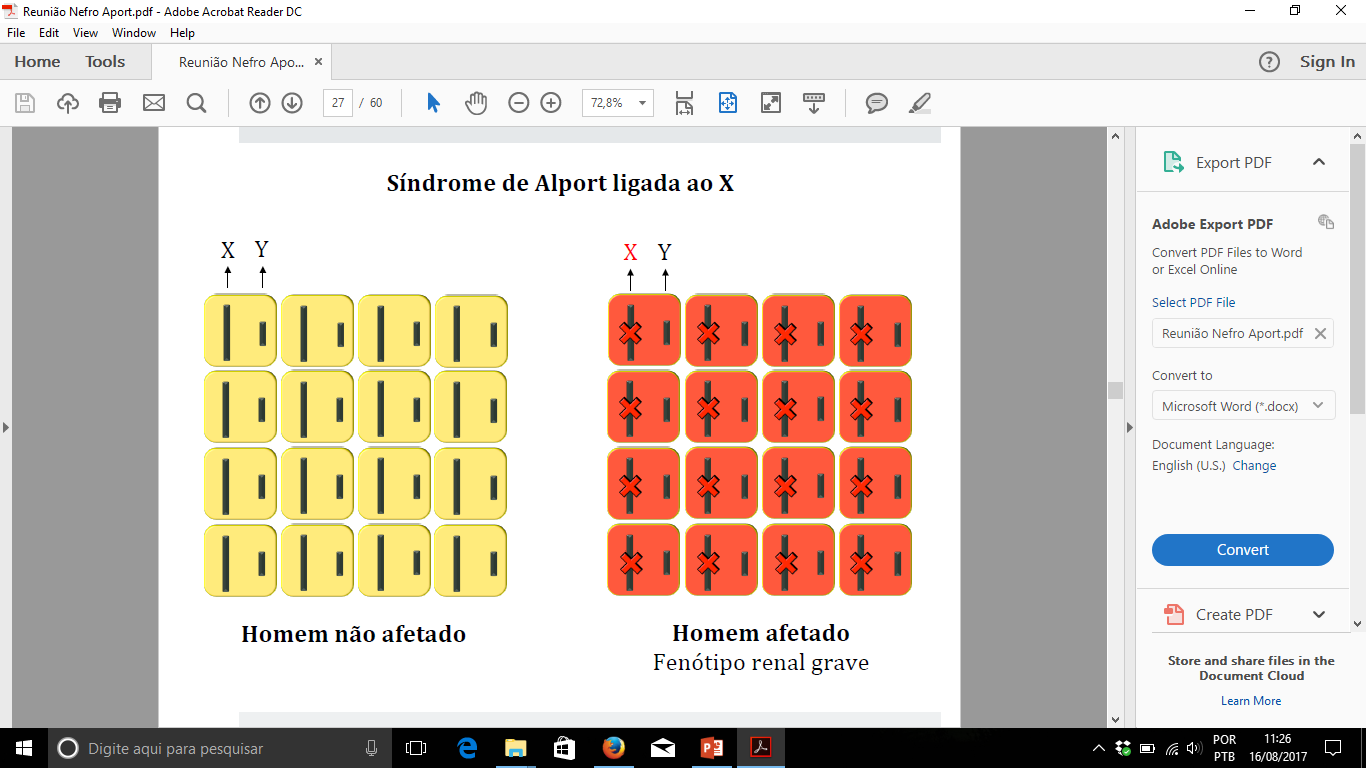 Reunião Nefro Aport.pdf - Adobe Acrobat Reader DC
File Edit View Window Help
Home Tools Reunião Nefro Apo... × ? Sign In
27 / 60 72,8%
Síndrome de Alport ligada ao X
X Y X Y
Homem não afetado
Homem afetado
Fenótipo renal grave
Export PDF
Adobe Export PDF
Convert PDF Files to Word
or Excel Online
Select PDF File
Reunião Nefro Aport.pdf
Convert to
Microsoft Word (*.docx)
Document Language:
English (U.S.) Change
Convert
Create PDF
Store and share files in the
Document Cloud
Learn More
Digite aqui para pesquisar
POR
PTB
11:26
16/08/2017